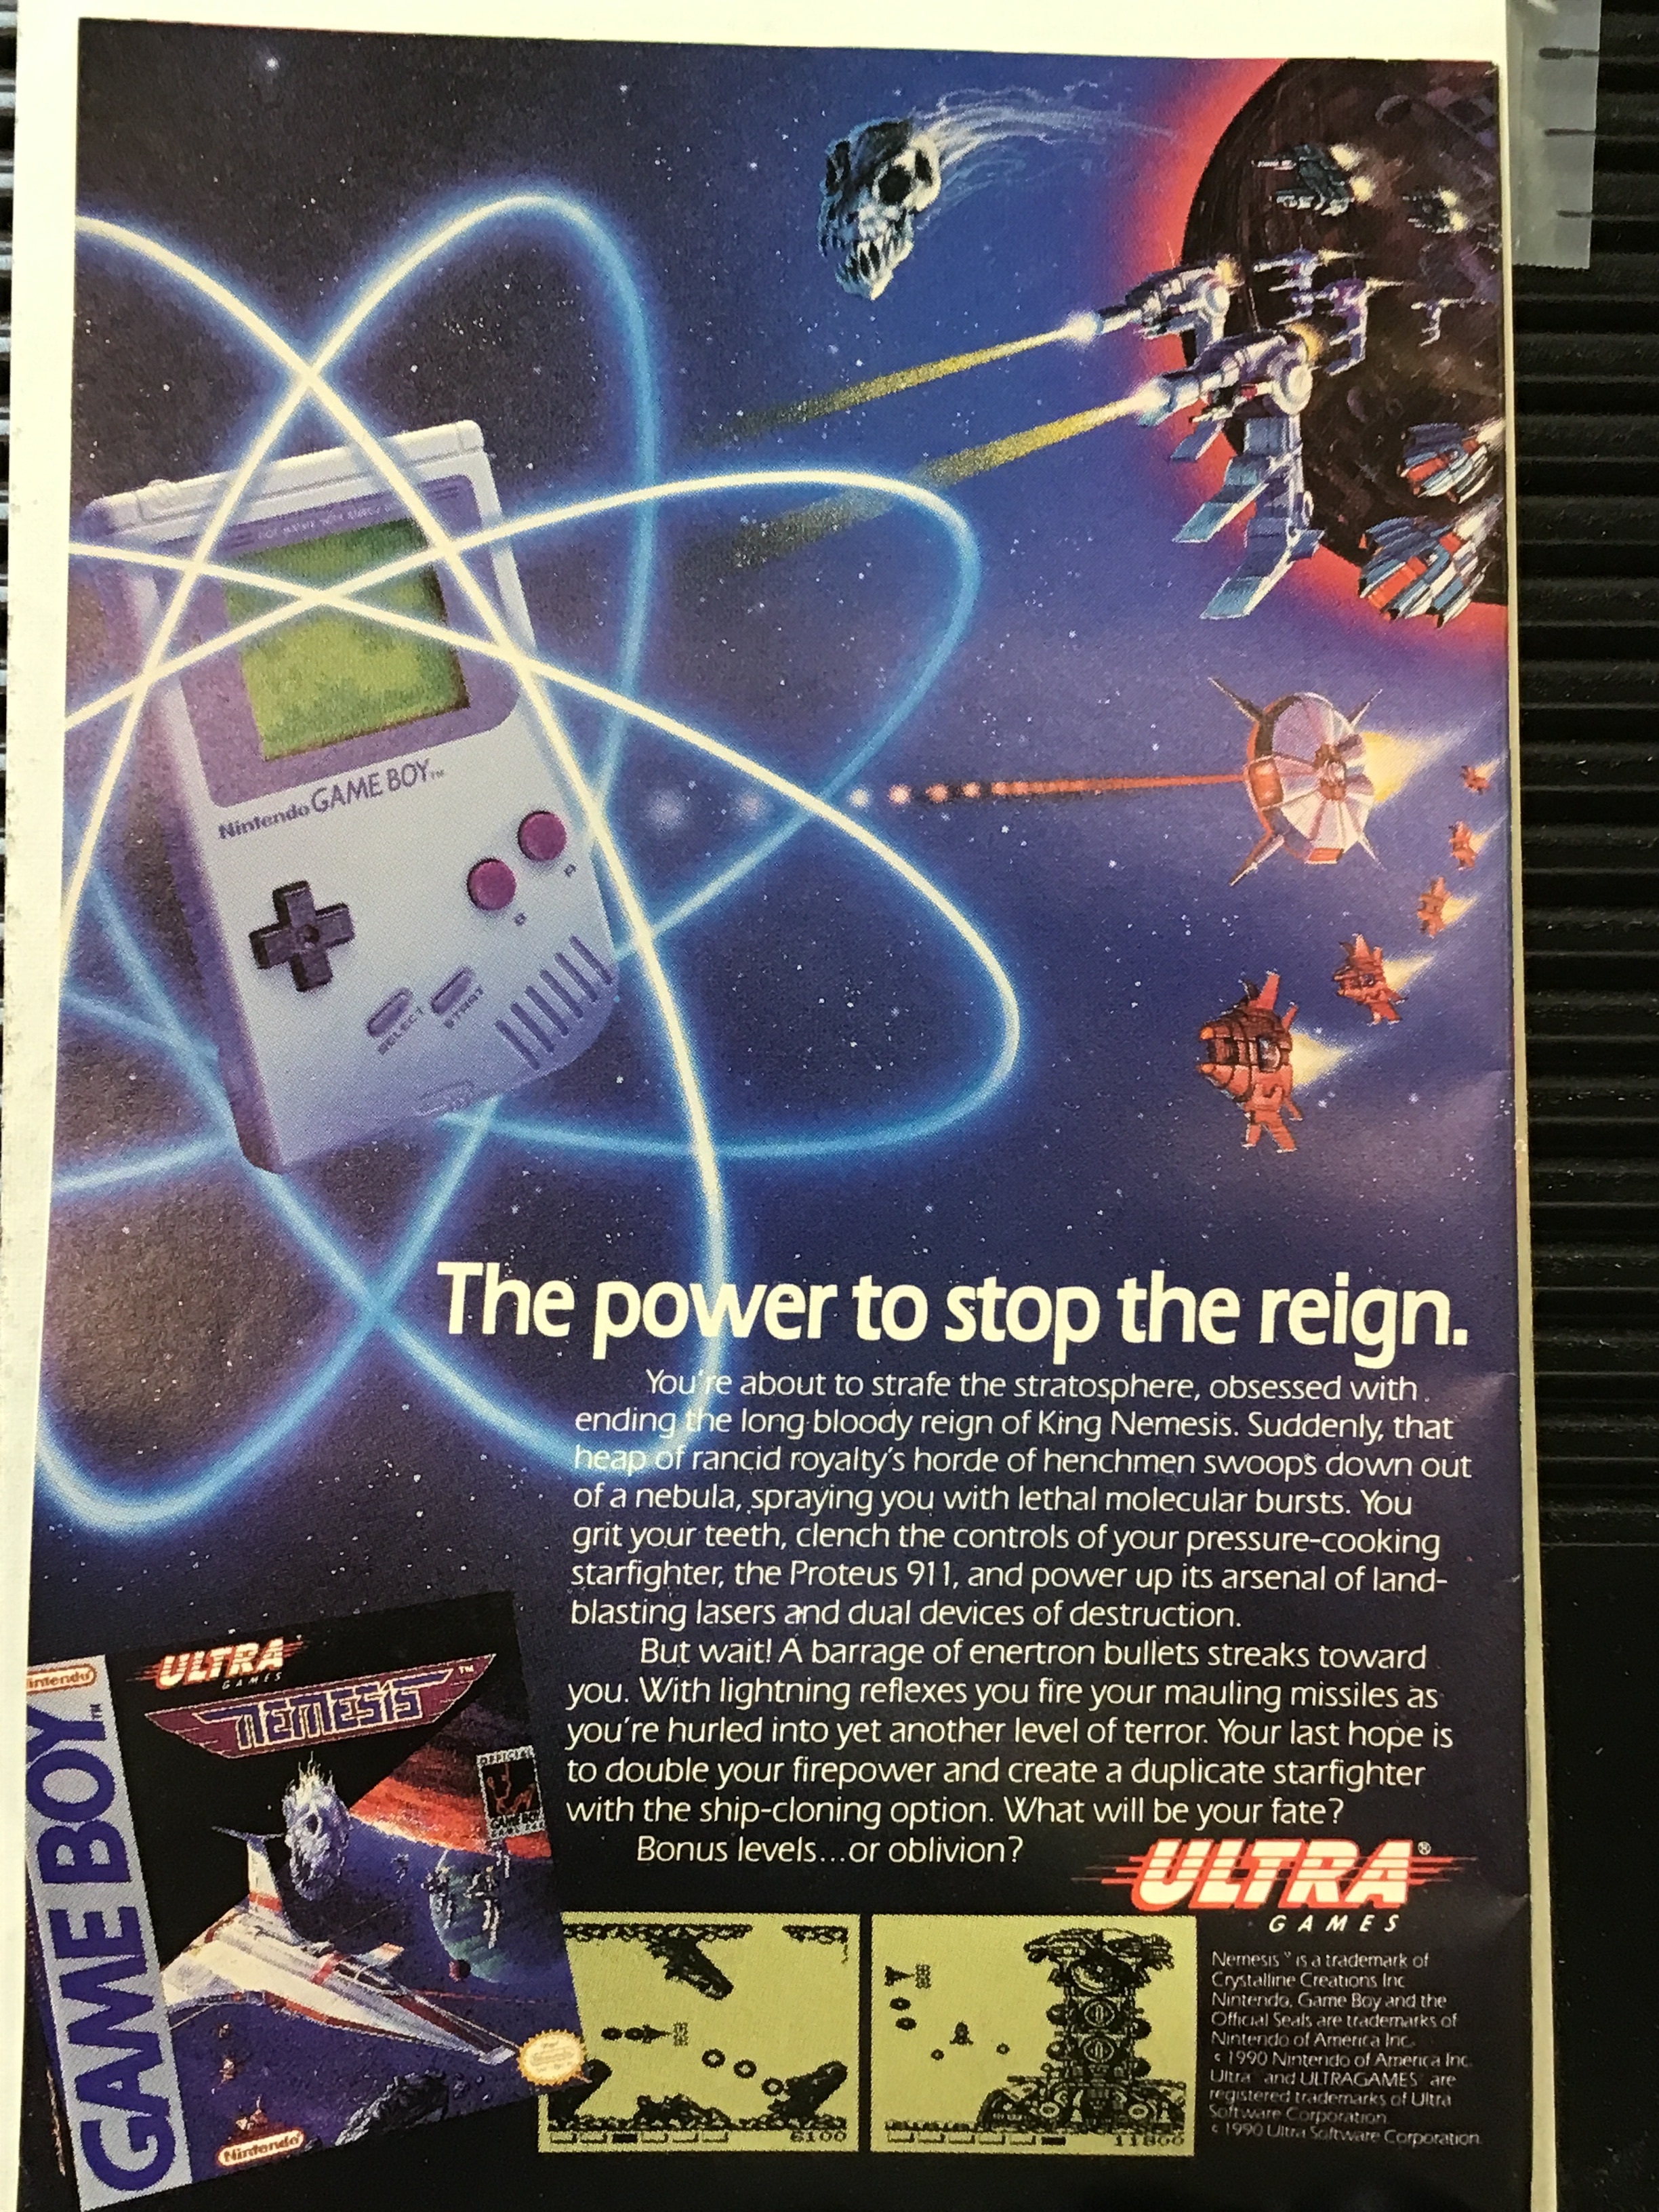 Nintendo GAME BOY™
SELECT
START
The power to stop the reign.
You're about to strafe the stratosphere, obsessed with
ending the long bloody reign of King Nemesis. Suddenly, that
heap of rancid royalty's horde of henchmen swoops down out
of a nebula, spraying you with lethal molecular bursts. You
grit your teeth, clench the controls of your pressure-cooking
starfighter, the Proteus 911, and power up its arsenal of land-
blasting lasers and dual devices of destruction.
But wait! A barrage of enertron bullets streaks toward
you. With lightning reflexes you fire your mauling missiles as
you're hurled into yet another level of terror. Your last hope is
to double your firepower and create a duplicate starfighter
with the ship-cloning option. What will be your fate?
Bonus levels...or oblivion?
Nintendo
GAME BOY™
ULTRA
GAMES
NEMESIS™
OFFICIAL
Nintendo
6100
11800
ULTRA®
GAMES
Nemesis™ is a trademark of
Crystalline Creations Inc
Nintendo, Game Boy and the
Official Seals are trademarks of
Nintendo of America Inc.
© 1990 Nintendo of America Inc.
Ultra and ULTRAGAMES are
registered trademarks of Ultra
Software Corporation.
© 1990 Ultra Software Corporation.